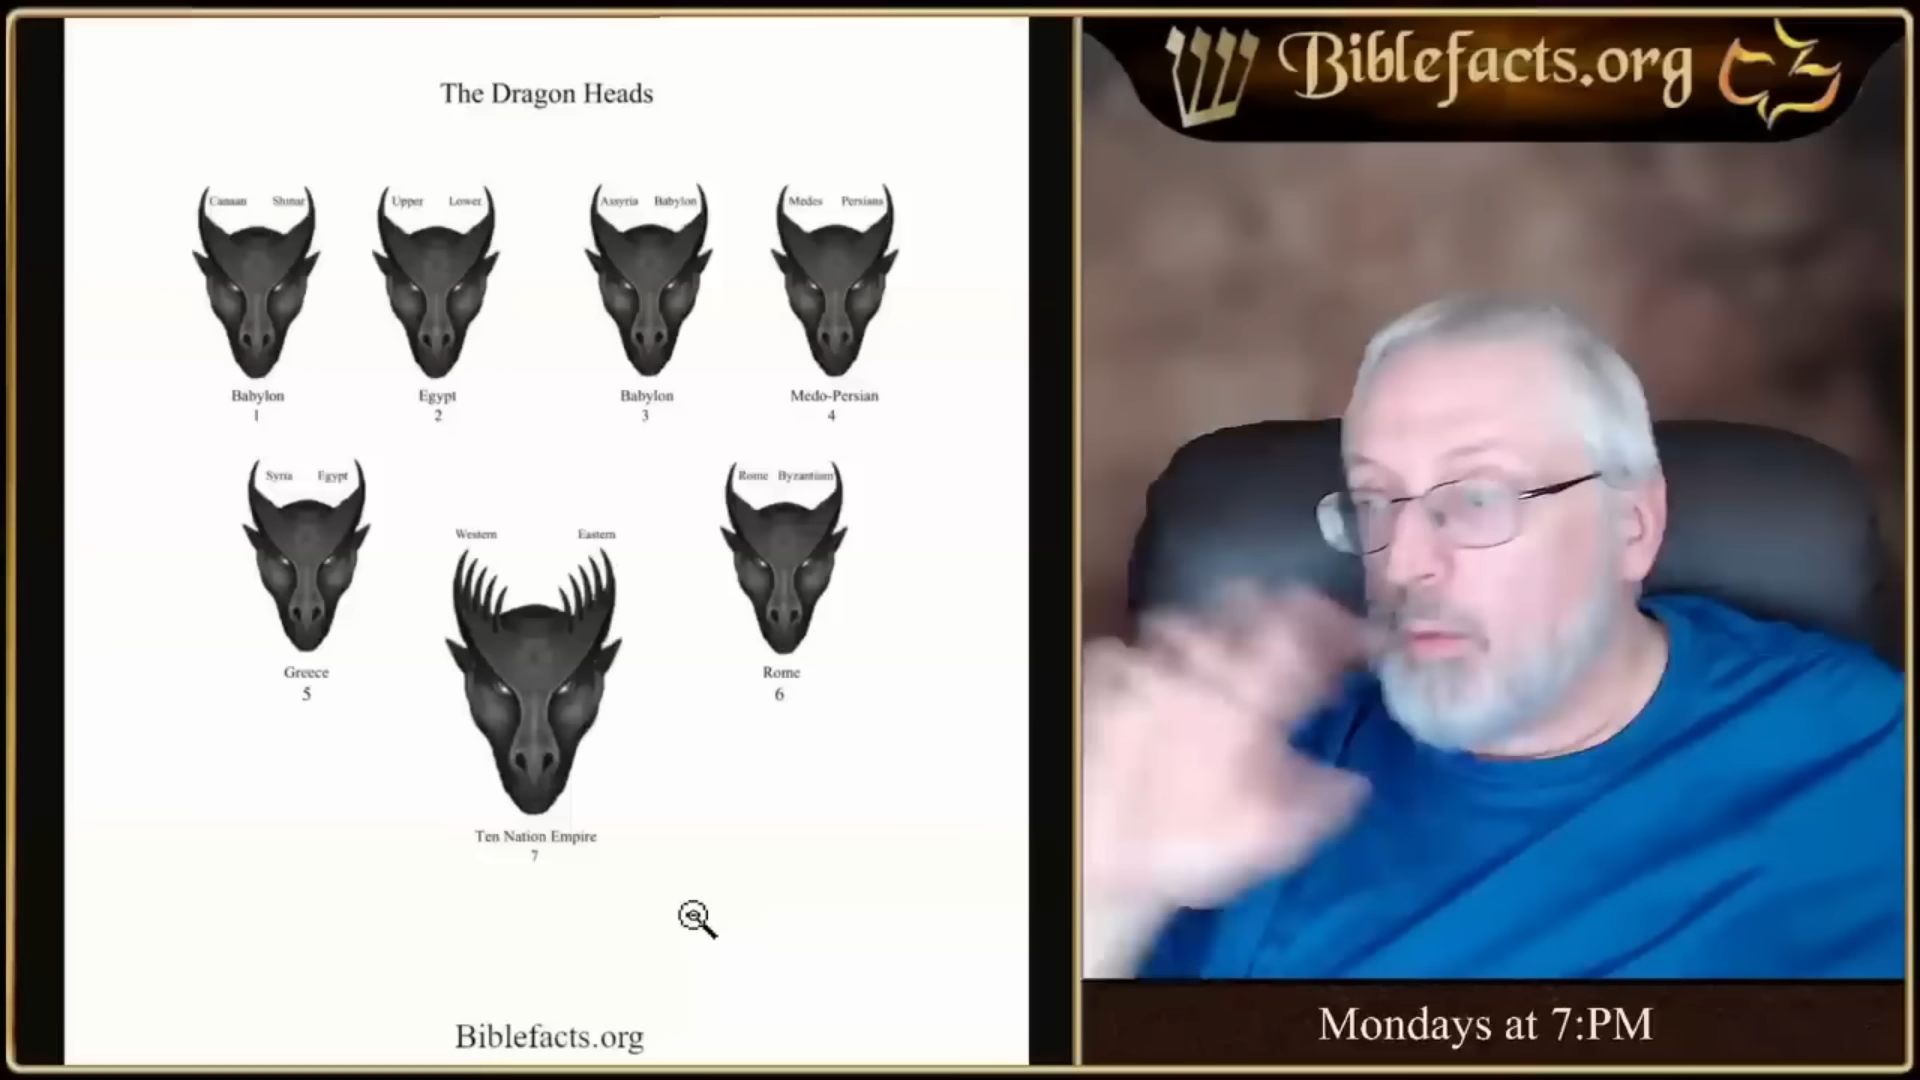 The Dragon Heads
Canaan Shinar
Upper Lower
Assyria Babylon
Medes Persians
Babylon
1
Egypt
2
Babylon
3
Medo-Persian
4
Syria Egypt
Rome Byzantium
Western Eastern
Greece
5
Rome
6
Ten Nation Empire
7
Biblefacts.org
ש Biblefacts.org
Mondays at 7:PM